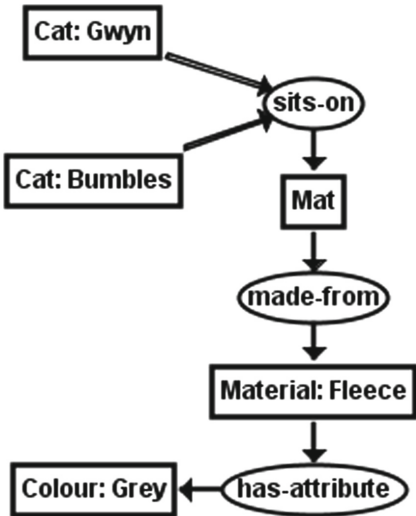 Cat: Gwyn
sits-on
Cat: Bumbles
Mat
made-from
Material: Fleece
Colour: Grey
has-attribute